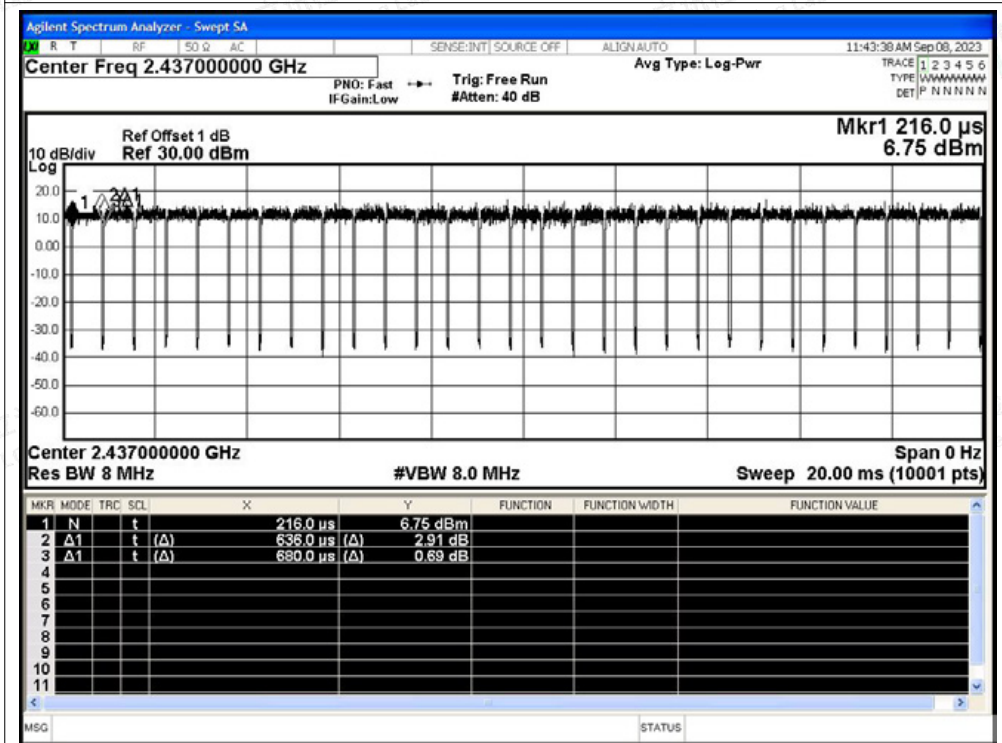 Agilent Spectrum Analyzer - Swept SA
R T RF 50 Ω AC SENSE:INT SOURCE OFF ALIGN AUTO 11:43:38 AM Sep 08, 2023
Center Freq 2.437000000 GHz Avg Type: Log-Pwr TRACE 1 2 3 4 5 6
PNO: Fast Trig: Free Run TYPE WWWWWW
IFGain:Low #Atten: 40 dB DET P N N N N N
Mkr1 216.0 µs
Ref Offset 1 dB
10 dB/div Ref 30.00 dBm 6.75 dBm
Log
20.0
1 2Δ1
10.0
0.00
-10.0
-20.0
-30.0
-40.0
-50.0
-60.0
Center 2.437000000 GHz Span 0 Hz
Res BW 8 MHz #VBW 8.0 MHz Sweep 20.00 ms (10001 pts)
MKR MODE TRC SCL X Y FUNCTION FUNCTION WIDTH FUNCTION VALUE
1 N t 216.0 µs 6.75 dBm
2 Δ1 t (Δ) 636.0 µs (Δ) 2.91 dB
3 Δ1 t (Δ) 680.0 µs (Δ) 0.69 dB
4
5
6
7
8
9
10
11
MSG STATUS